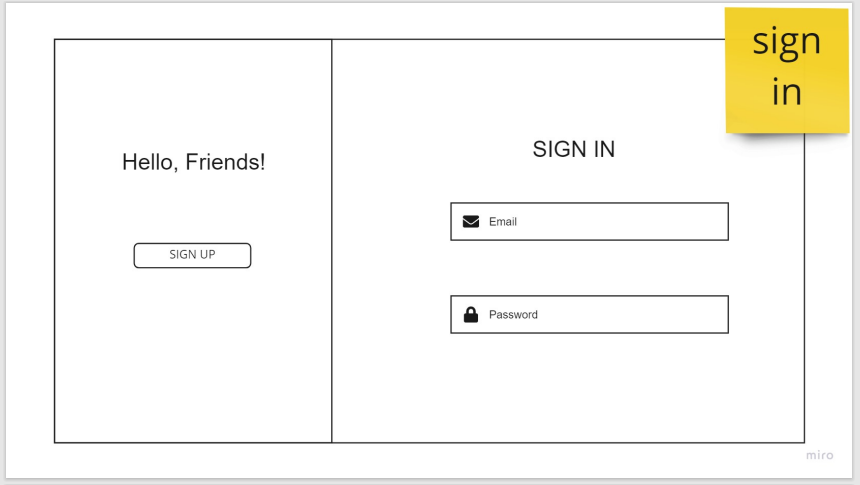 sign
in
Hello, Friends!
SIGN UP
SIGN IN
Email
Password
miro